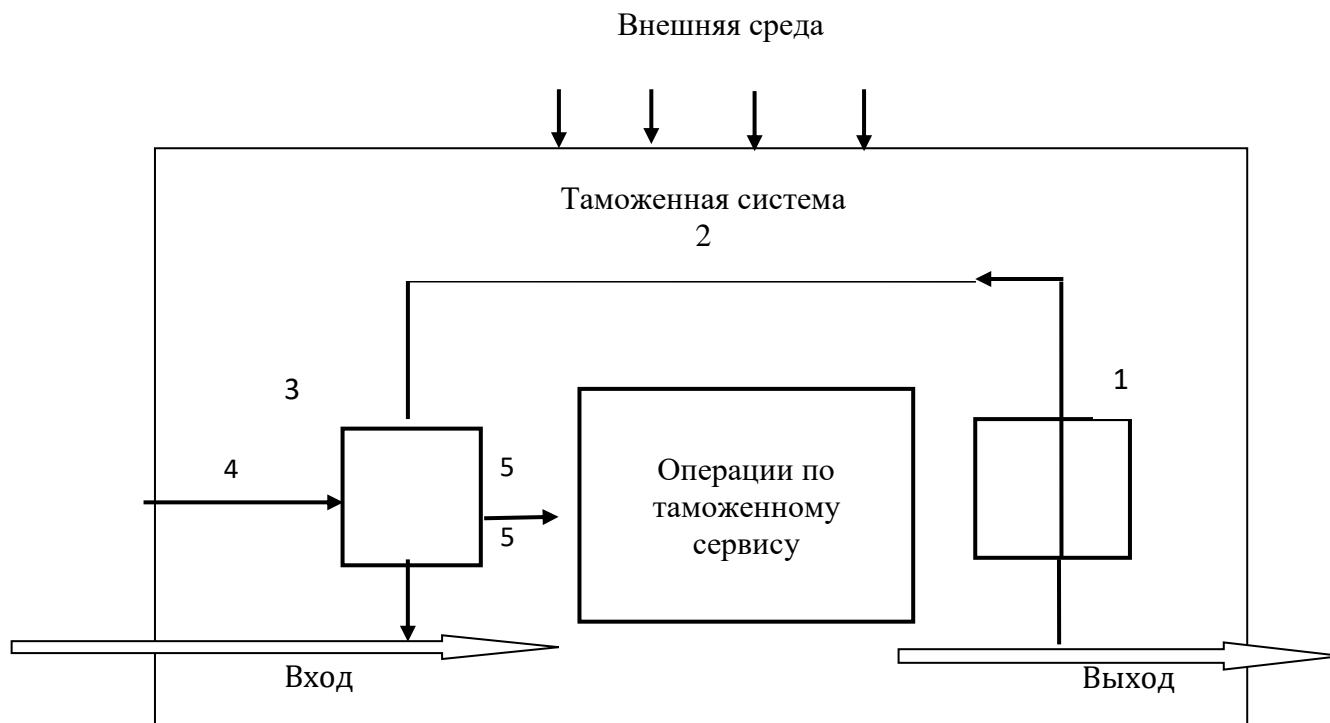 Внешняя среда
Таможенная система
2
3
1
4
5
5
Операции по
таможенному
сервису
Вход
Выход